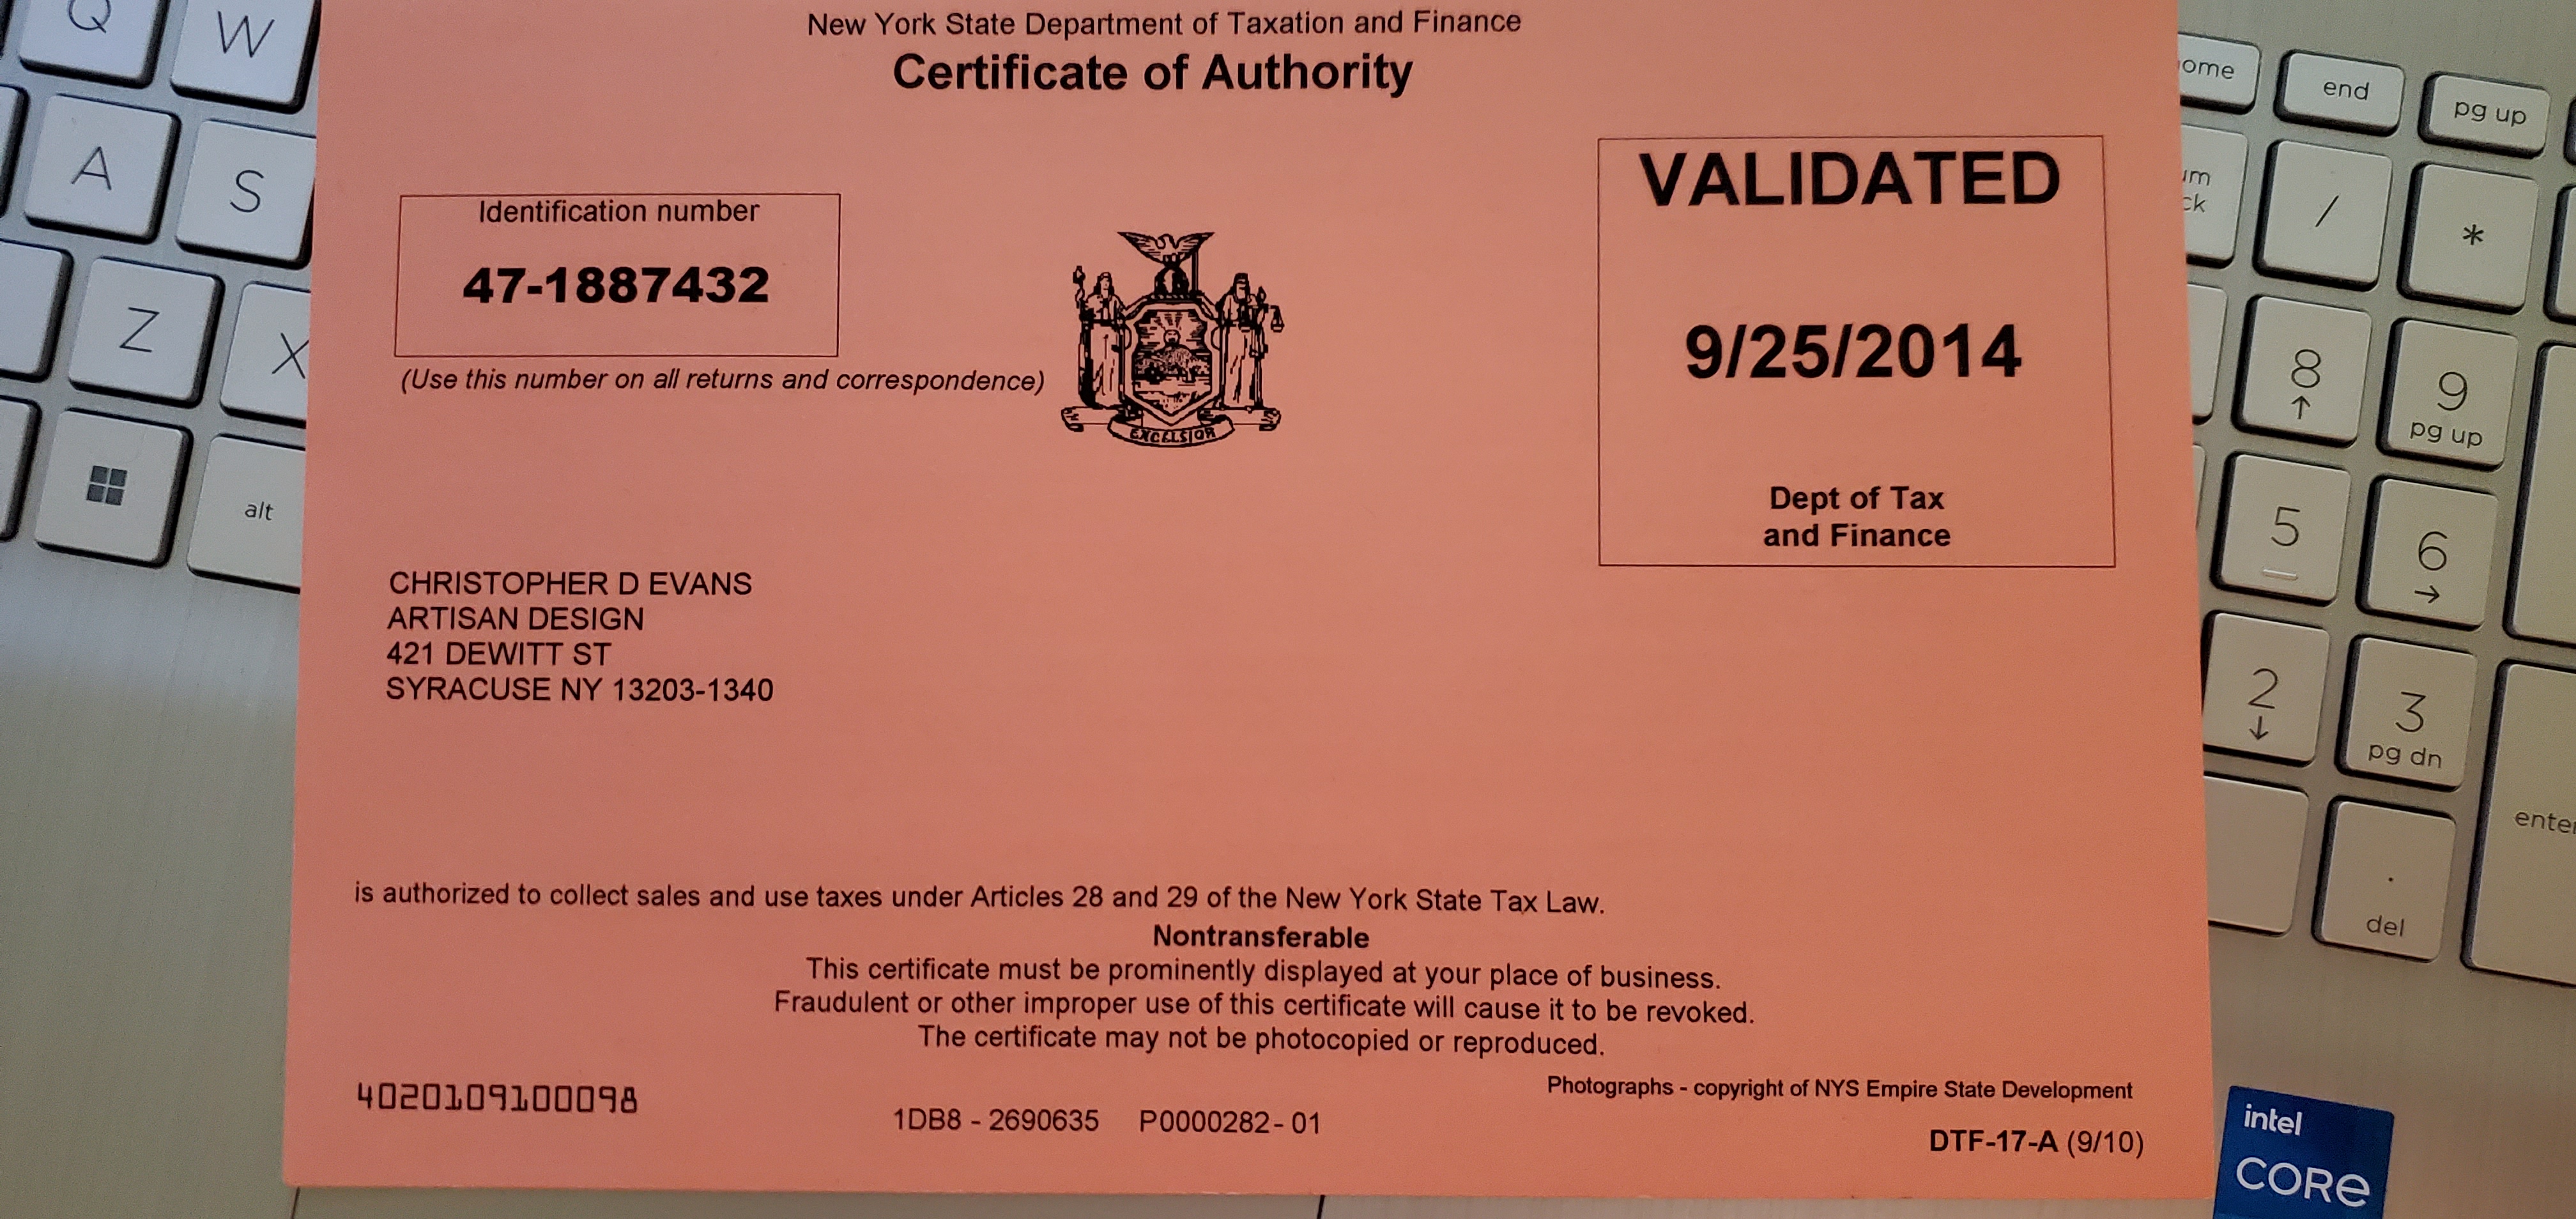 New York State Department of Taxation and Finance
Certificate of Authority
Identification number
47-1887432
(Use this number on all returns and correspondence)
VALIDATED
9/25/2014
Dept of Tax
and Finance
EXCELSIOR
CHRISTOPHER D EVANS
ARTISAN DESIGN
421 DEWITT ST
SYRACUSE NY 13203-1340
is authorized to collect sales and use taxes under Articles 28 and 29 of the New York State Tax Law.
Nontransferable
This certificate must be prominently displayed at your place of business.
Fraudulent or other improper use of this certificate will cause it to be revoked.
The certificate may not be photocopied or reproduced.
4020109100098
1DB8 - 2690635 P0000282- 01
Photographs - copyright of NYS Empire State Development
DTF-17-A (9/10)
Q
W
A
S
Z
X
alt
home
end
pg up
/
*
8
9
pg up
5
6
2
3
pg dn
.
del
enter
intel
CORe